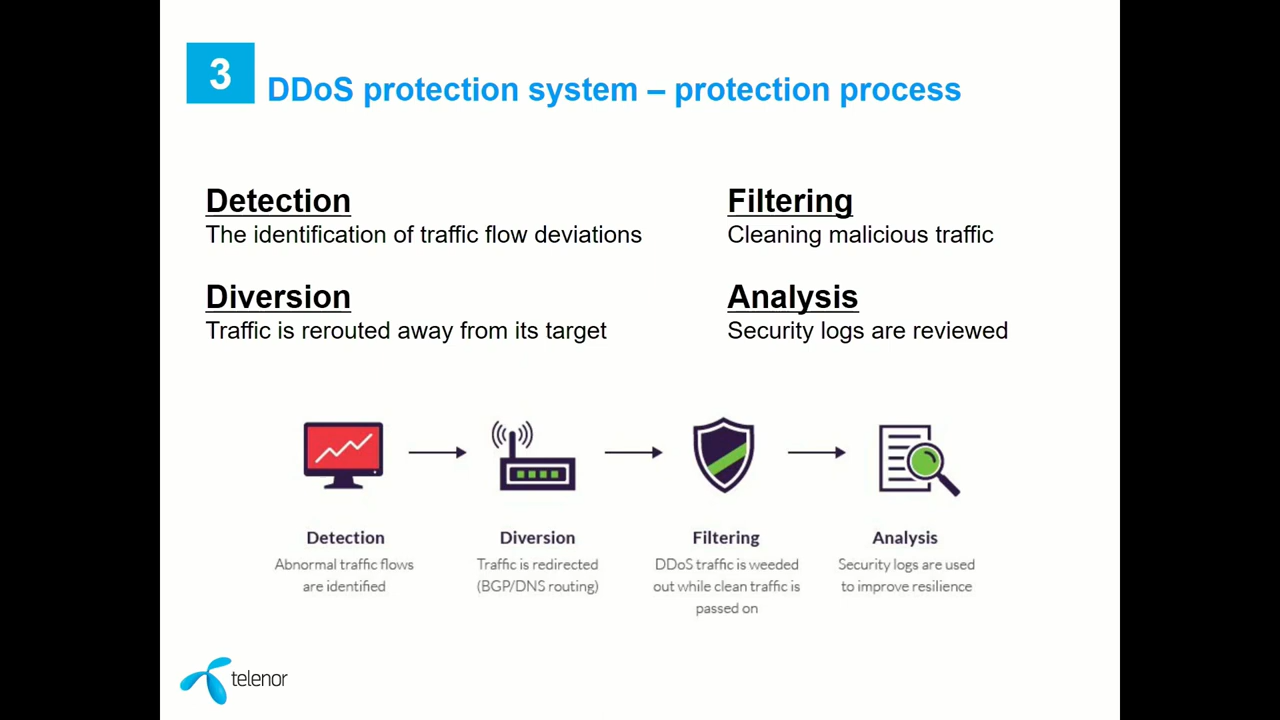 3
DDoS protection system – protection process
Detection
The identification of traffic flow deviations
Diversion
Traffic is rerouted away from its target
Filtering
Cleaning malicious traffic
Analysis
Security logs are reviewed
Detection
Abnormal traffic flows
are identified
Diversion
Traffic is redirected
(BGP/DNS routing)
Filtering
DDoS traffic is weeded
out while clean traffic is
passed on
Analysis
Security logs are used
to improve resilience
telenor